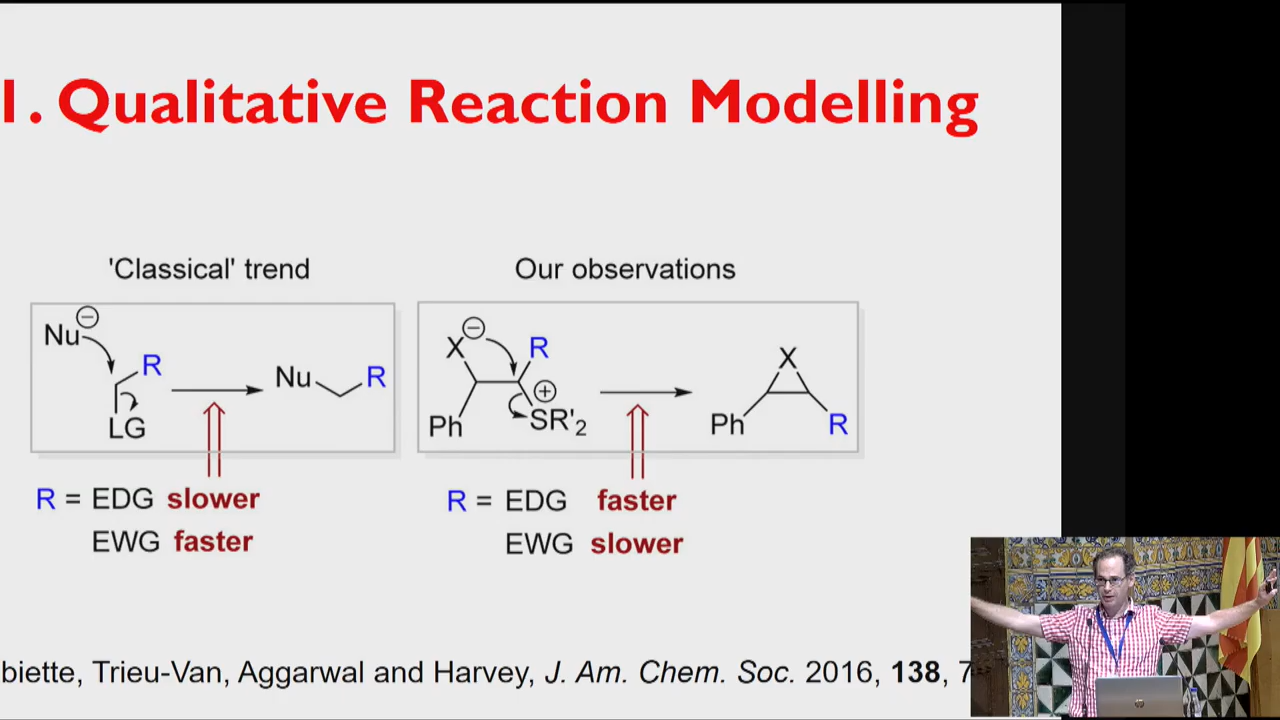 1. Qualitative Reaction Modelling
'Classical' trend
Our observations
Nu
R
LG
Nu
R
X
R
Ph
SR'2
X
Ph
R
R = EDG slower
EWG faster
R = EDG faster
EWG slower
biette, Trieu-Van, Aggarwal and Harvey, J. Am. Chem. Soc. 2016, 138, 7